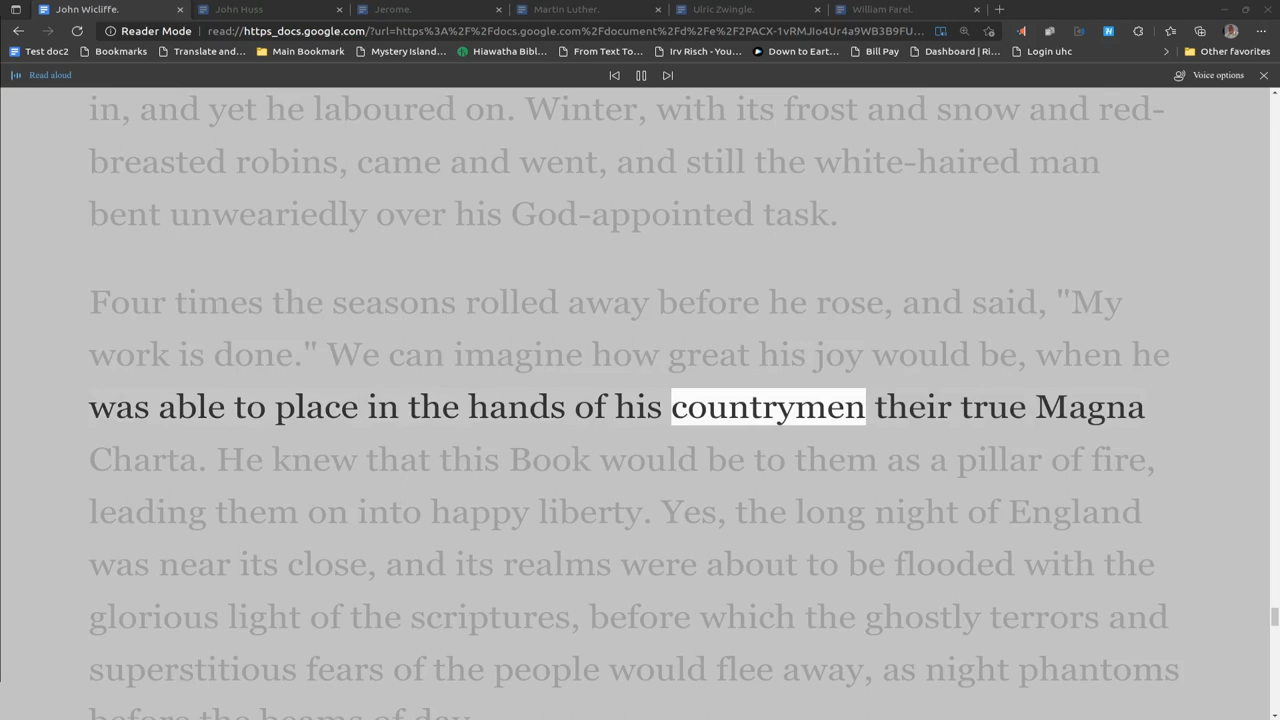 John Wicliffe.
John Huss
Jerome.
Martin Luther.
Ulric Zwingle.
William Farel.
Reader Mode
read://https_docs.google.com/?url=https%3A%2F%2Fdocs.google.com%2Fdocument%2Fd%2Fe%2F2PACX-1vRMJIo4Ur4a9WB3B9FU...
Test doc2
Bookmarks
Translate and...
Main Bookmark
Mystery Island...
Hiawatha Bibl...
From Text To...
Irv Risch - You...
Down to Eart...
Bill Pay
Dashboard | Ri...
Login uhc
Other favorites
Read aloud
Voice options
in, and yet he laboured on. Winter, with its frost and snow and red-
breasted robins, came and went, and still the white-haired man
bent unweariedly over his God-appointed task.
Four times the seasons rolled away before he rose, and said, "My
work is done." We can imagine how great his joy would be, when he
was able to place in the hands of his countrymen their true Magna
Charta. He knew that this Book would be to them as a pillar of fire,
leading them on into happy liberty. Yes, the long night of England
was near its close, and its realms were about to be flooded with the
glorious light of the scriptures, before which the ghostly terrors and
superstitious fears of the people would flee away, as night phantoms
before the beams of day.